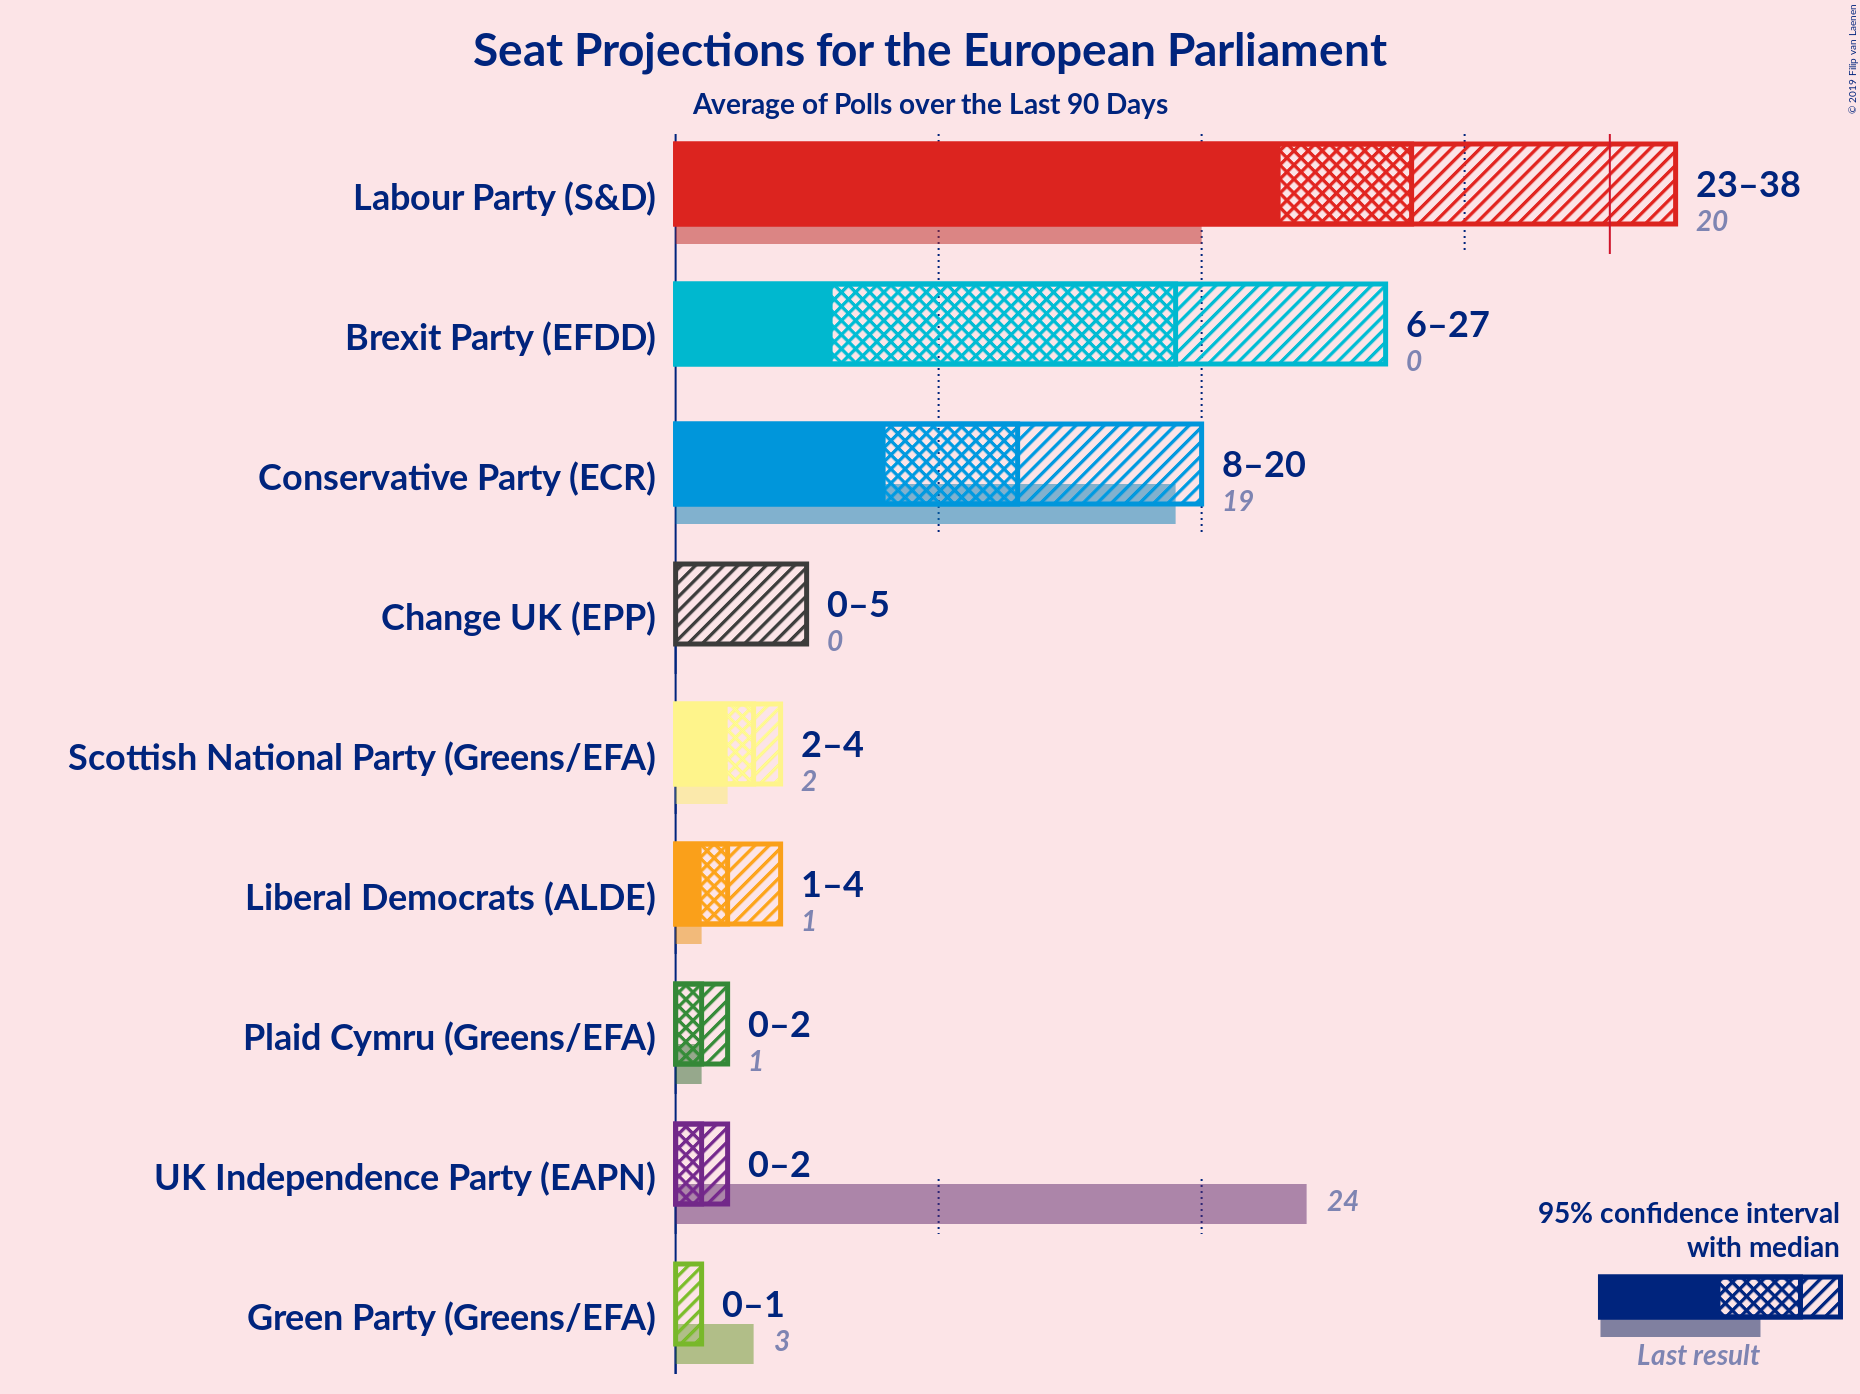 Seat Projections for the European Parliament
Average of Polls over the Last 90 Days
© 2019 Filip van Laenen
Labour Party (S&D)
23–38
20
Brexit Party (EFDD)
6–27
0
Conservative Party (ECR)
8–20
19
Change UK (EPP)
0–5
0
Scottish National Party (Greens/EFA)
2–4
2
Liberal Democrats (ALDE)
1–4
1
Plaid Cymru (Greens/EFA)
0–2
1
UK Independence Party (EAPN)
0–2
24
Green Party (Greens/EFA)
0–1
3
95% confidence interval
with median
Last result